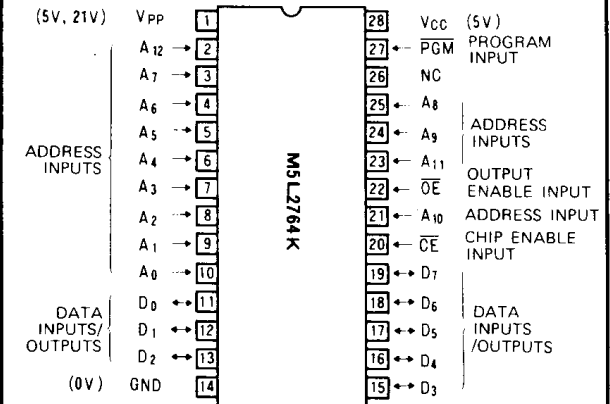 (5V, 21V) VPP 1 28 VCC (5V)
A12 → 2 27 ← PGM PROGRAM INPUT
A7 → 3 26 NC
A6 → 4 25 ← A8
A5 → 5 24 ← A9 ADDRESS INPUTS
ADDRESS INPUTS A4 → 6 23 ← A11
A3 → 7 22 ← OE OUTPUT ENABLE INPUT
A2 → 8 21 ← A10 ADDRESS INPUT
A1 → 9 20 ← CE CHIP ENABLE INPUT
A0 → 10 19 ↔ D7
D0 ↔ 11 18 ↔ D6
DATA INPUTS/ OUTPUTS D1 ↔ 12 17 ↔ D5 DATA INPUTS /OUTPUTS
D2 ↔ 13 16 ↔ D4
(0V) GND 14 15 ↔ D3
M5L2764K